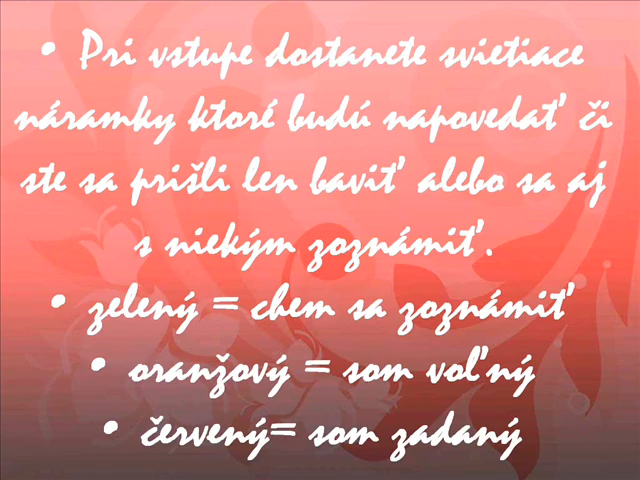 • Pri vstupe dostanete svietiace
náramky ktoré budú napovedať či
ste sa prišli len baviť alebo sa aj
s niekým zoznámiť.
• zelený = chem sa zoznámiť
• oranžový = som voľný
• červený= som zadaný